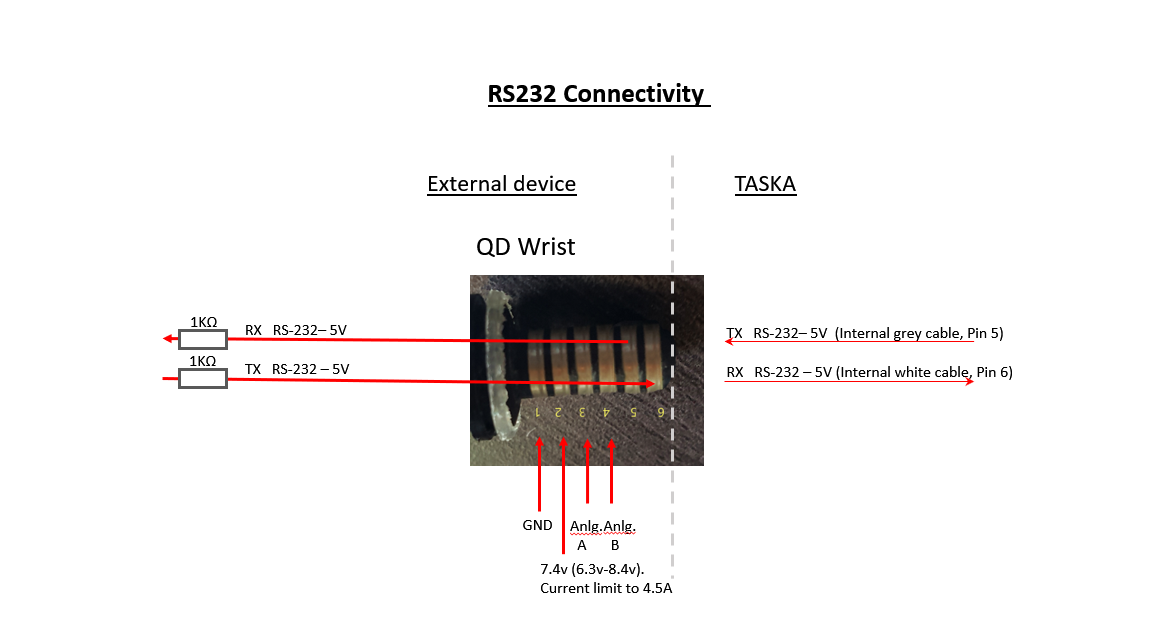 RS232 Connectivity
External device
TASKA
QD Wrist
1KΩ
RX RS-232– 5V
TX RS-232– 5V (Internal grey cable, Pin 5)
1KΩ
TX RS-232 – 5V
RX RS-232 – 5V (Internal white cable, Pin 6)
1 2 3 4 5 6
GND
Anlg. Anlg.
A B
7.4v (6.3v-8.4v).
Current limit to 4.5A